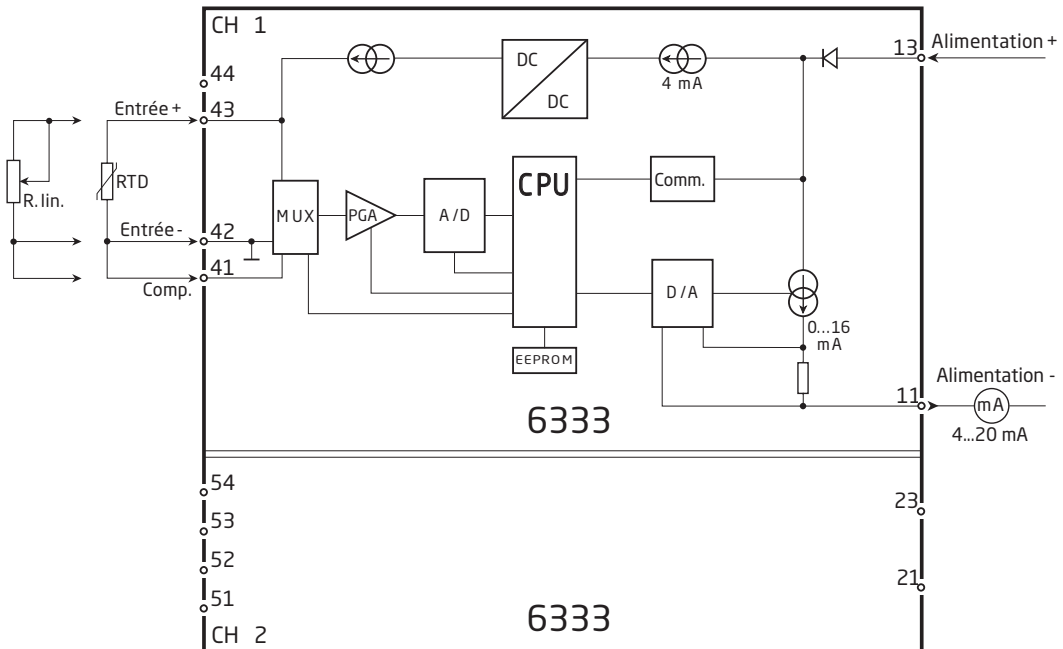 CH 1
44
43
42
41
Entrée +
Entrée -
Comp.
R. lin.
RTD
DC
DC
4 mA
13
Alimentation +
MUX
PGA
A/D
CPU
Comm.
D/A
EEPROM
0...16
mA
11
Alimentation -
mA
4...20 mA
6333
54
53
52
51
23
21
6333
CH 2